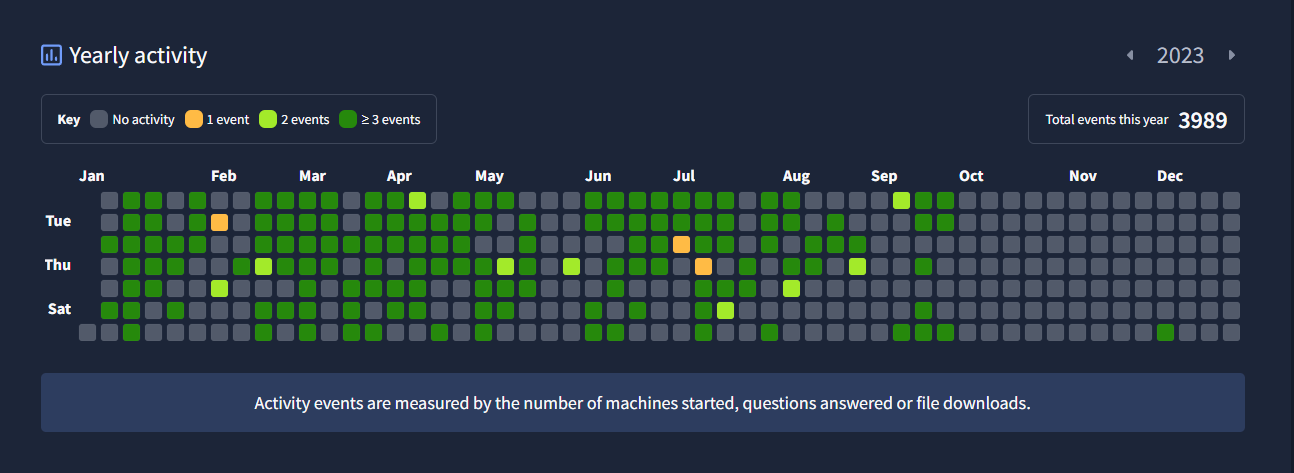 Yearly activity
2023
Key No activity 1 event 2 events ≥ 3 events
Total events this year 3989
Jan Feb Mar Apr May Jun Jul Aug Sep Oct Nov Dec
Tue
Thu
Sat
Activity events are measured by the number of machines started, questions answered or file downloads.